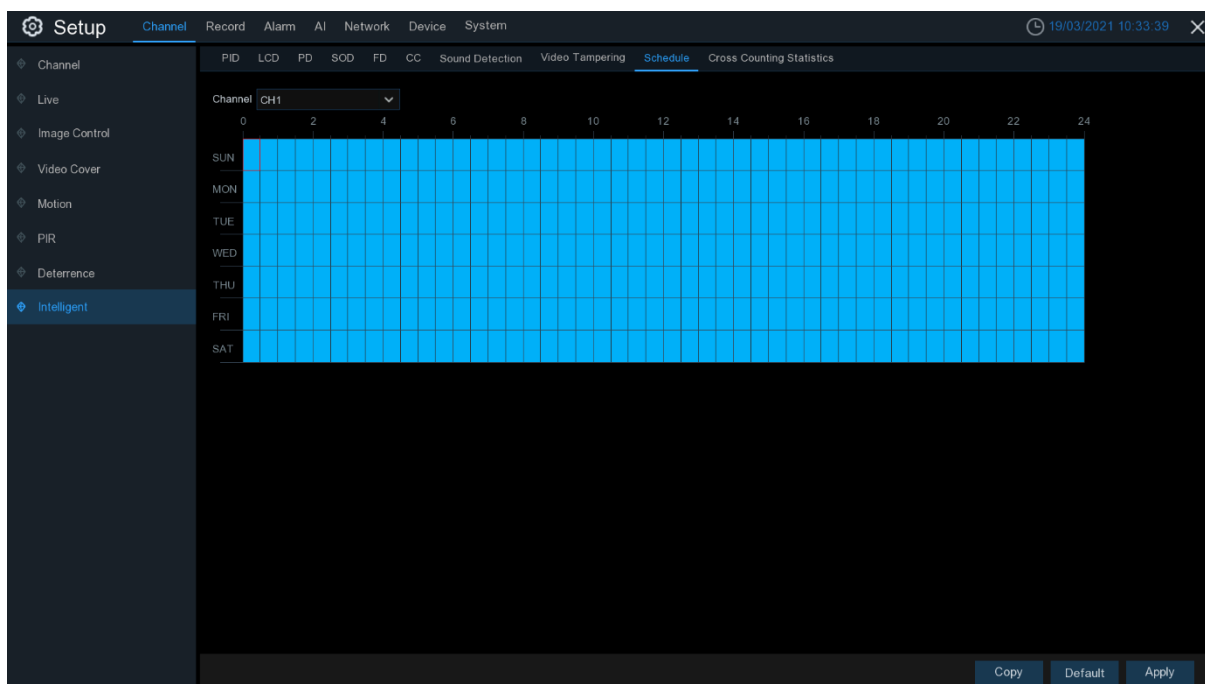 Setup Channel Record Alarm AI Network Device System 19/03/2021 10:33:39
Channel
Live
Image Control
Video Cover
Motion
PIR
Deterrence
Intelligent
PID LCD PD SOD FD CC Sound Detection Video Tampering Schedule Cross Counting Statistics
Channel CH1
0 2 4 6 8 10 12 14 16 18 20 22 24
SUN
MON
TUE
WED
THU
FRI
SAT
Copy Default Apply